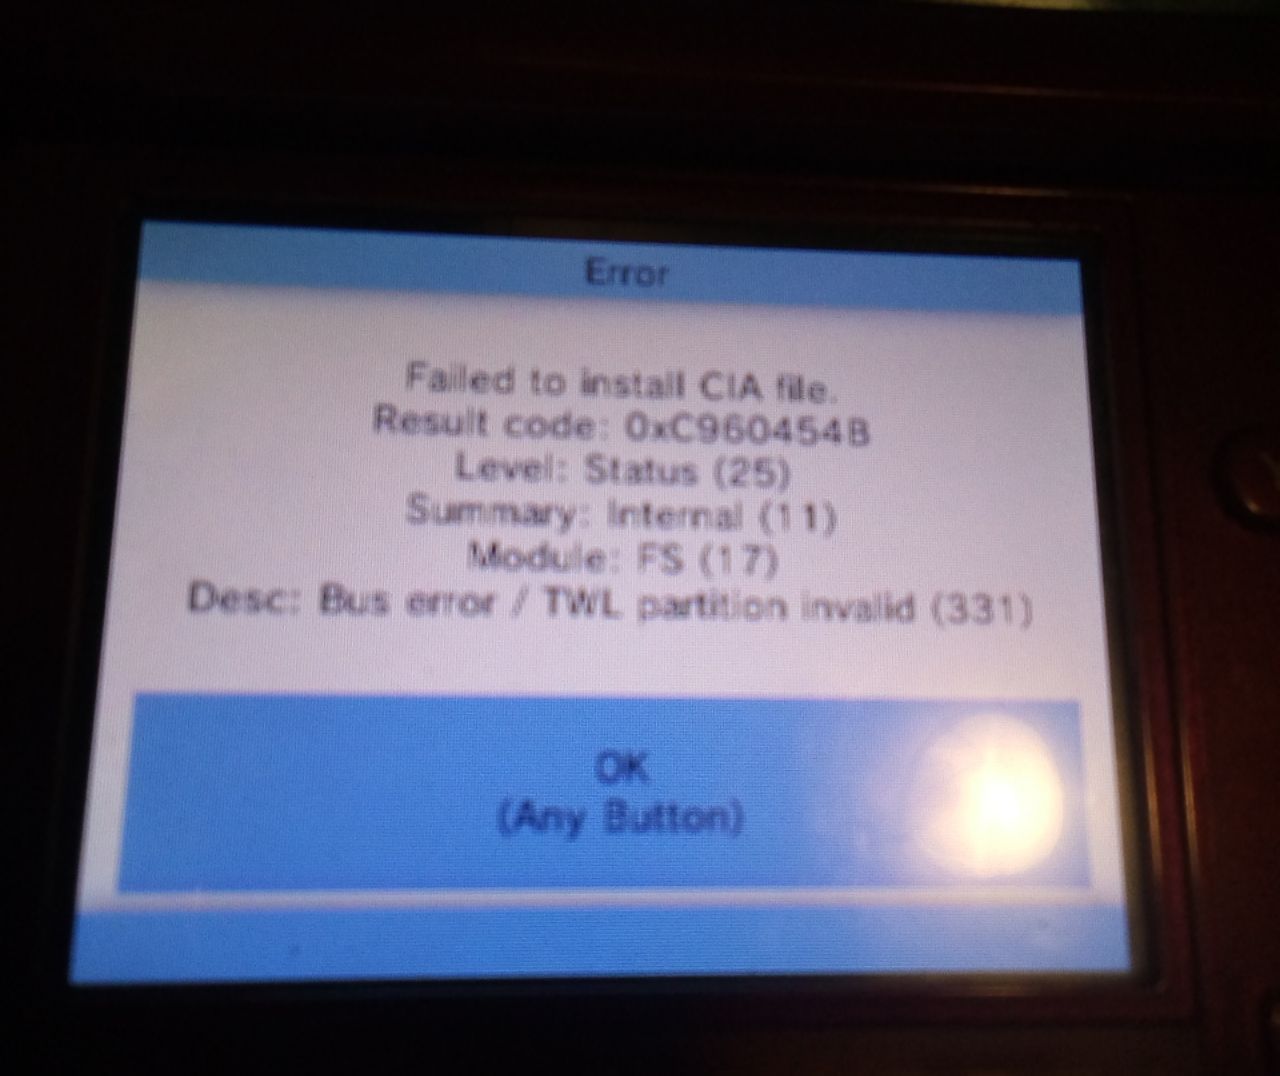 Error
Failed to install CIA file.
Result code: 0xC960454B
Level: Status (25)
Summary: Internal (11)
Module: FS (17)
Desc: Bus error / TWL partition invalid (331)
OK
(Any Button)